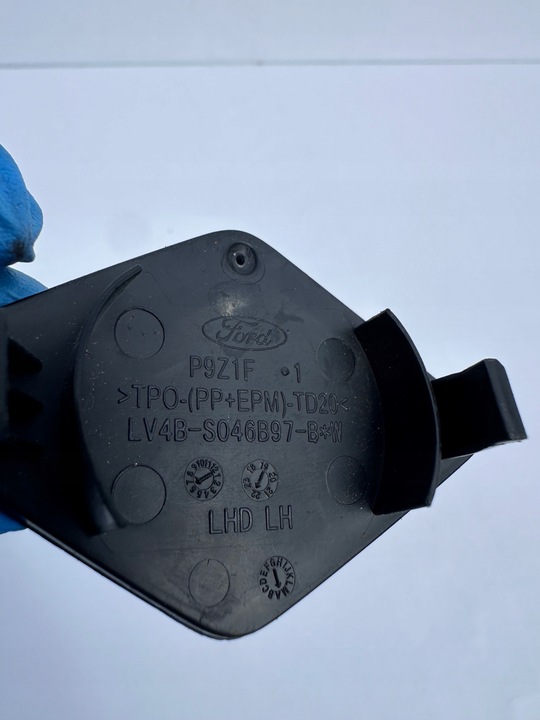 Ford
P9Z1F •1
>TPO-(PP+EPM)-TD20<
LV4B-S046B97-B*W
LHD LH